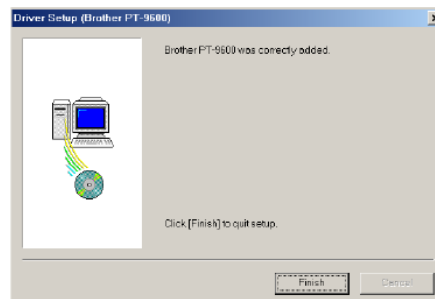 Driver Setup (Brother PT-9600)
Brother PT-9600 was correctly added.
Click [Finish] to quit setup.
Finish
Cancel